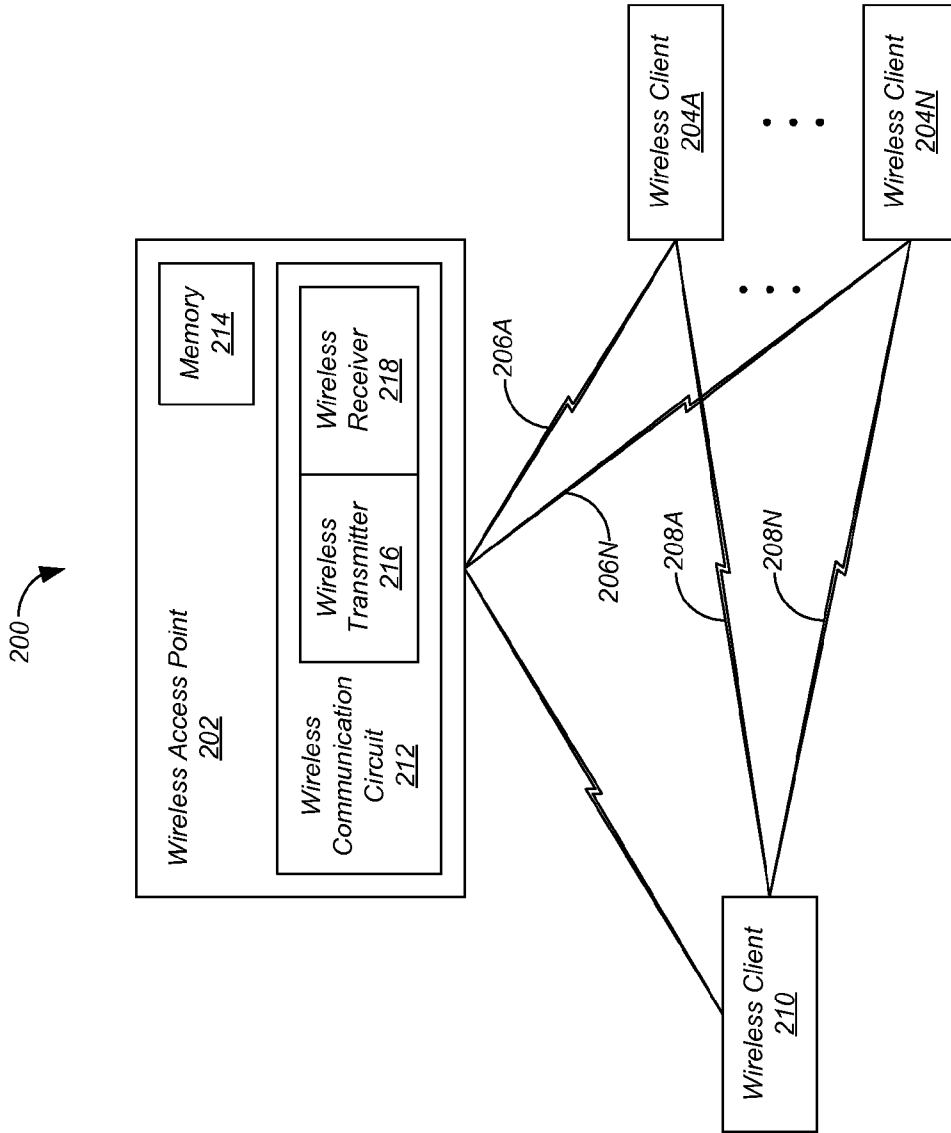 200
Wireless Access Point
202
Memory
214
Wireless
Communication
Circuit
212
Wireless
Transmitter
216
Wireless
Receiver
218
206A
206N
208A
208N
Wireless Client
210
Wireless Client
204A
Wireless Client
204N